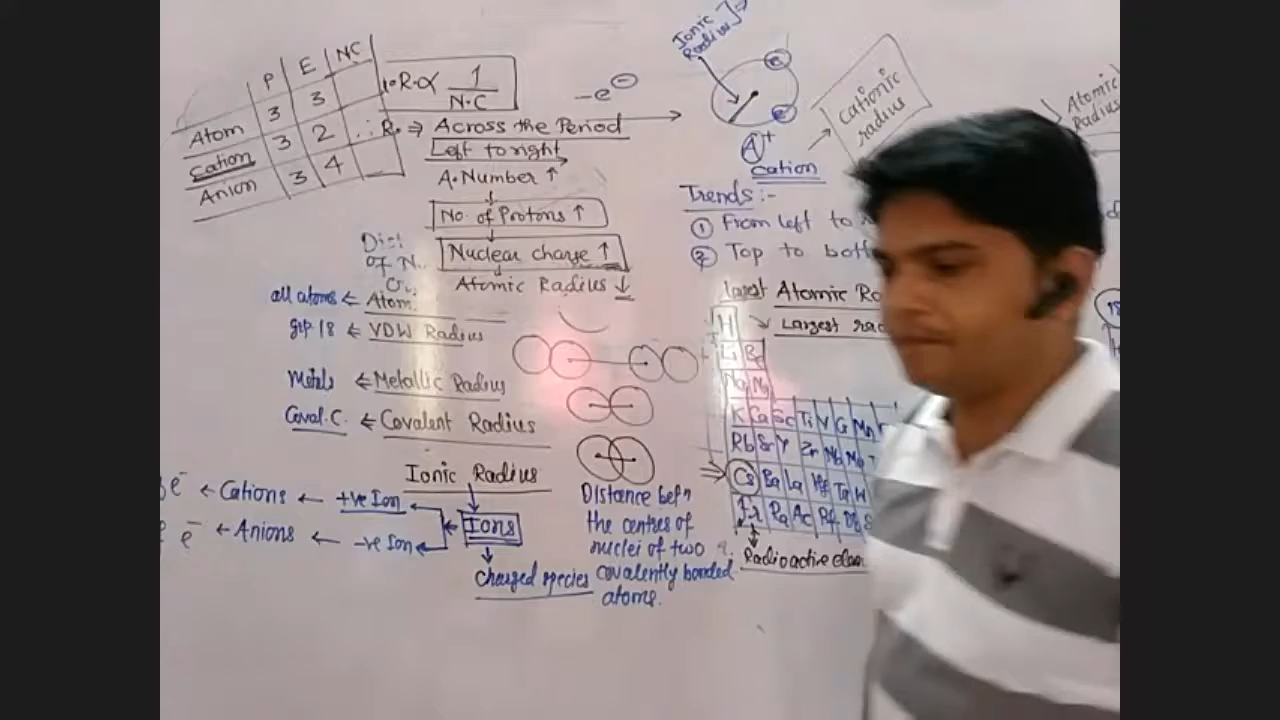 P E NC
Atom 3 3
Cation 3 2
Anion 3 4
R ∝ 1
N·C
∴ R
⇒ Across the Period
Left to right
A·Number ↑
No. of Protons ↑
Nuclear charge ↑
Atomic Radius ↓
all atoms ← Atom.
grp 18 ← VDW Radius
Metals ← Metallic Radius
Coval.C. ← Covalent Radius
Ionic Radius
e⁻ ← Cations ← +ve Ion
Ions
e⁻ ← Anions ← -ve Ion
Charged species
Distance betn
the centres of
nuclei of two
covalently bonded
atoms.
-e⊖
Ionic
Radius
e
e
A⁺
Cation
Cationic
radius
Atomic
Radius
Trends :-
① From left to
② Top to bott
largest Atomic
Largest
H
Li Be
Na Mg
K Ca Sc Ti V Cr Mn
Rb Sr Y Zr Nb Mo
Cs Ba La Hf Ta W
Fr Ra Ac Rf Db S
Radioactive